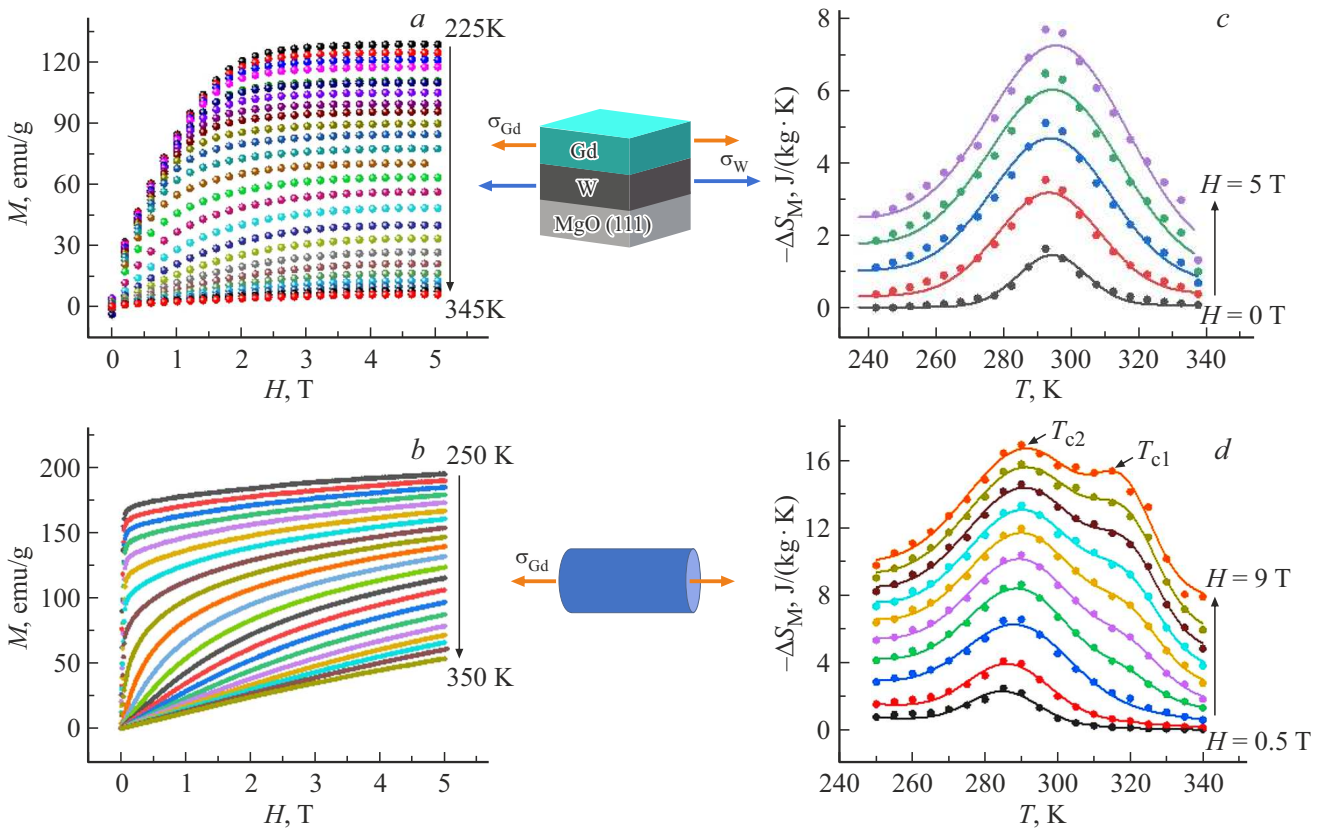 a
225K
345K
M, emu/g
120
90
60
30
0
0 1 2 3 4 5
H, T
σGd
σW
Gd
W
MgO (111)
c
−ΔSM, J/(kg · K)
8
6
4
2
0
H = 5 T
H = 0 T
240 260 280 300 320 340
T, K
b
250 K
350 K
M, emu/g
200
150
100
50
0
0 1 2 3 4 5
H, T
σGd
d
Tc2
Tc1
−ΔSM, J/(kg · K)
16
12
8
4
0
H = 9 T
H = 0.5 T
240 260 280 300 320 340
T, K